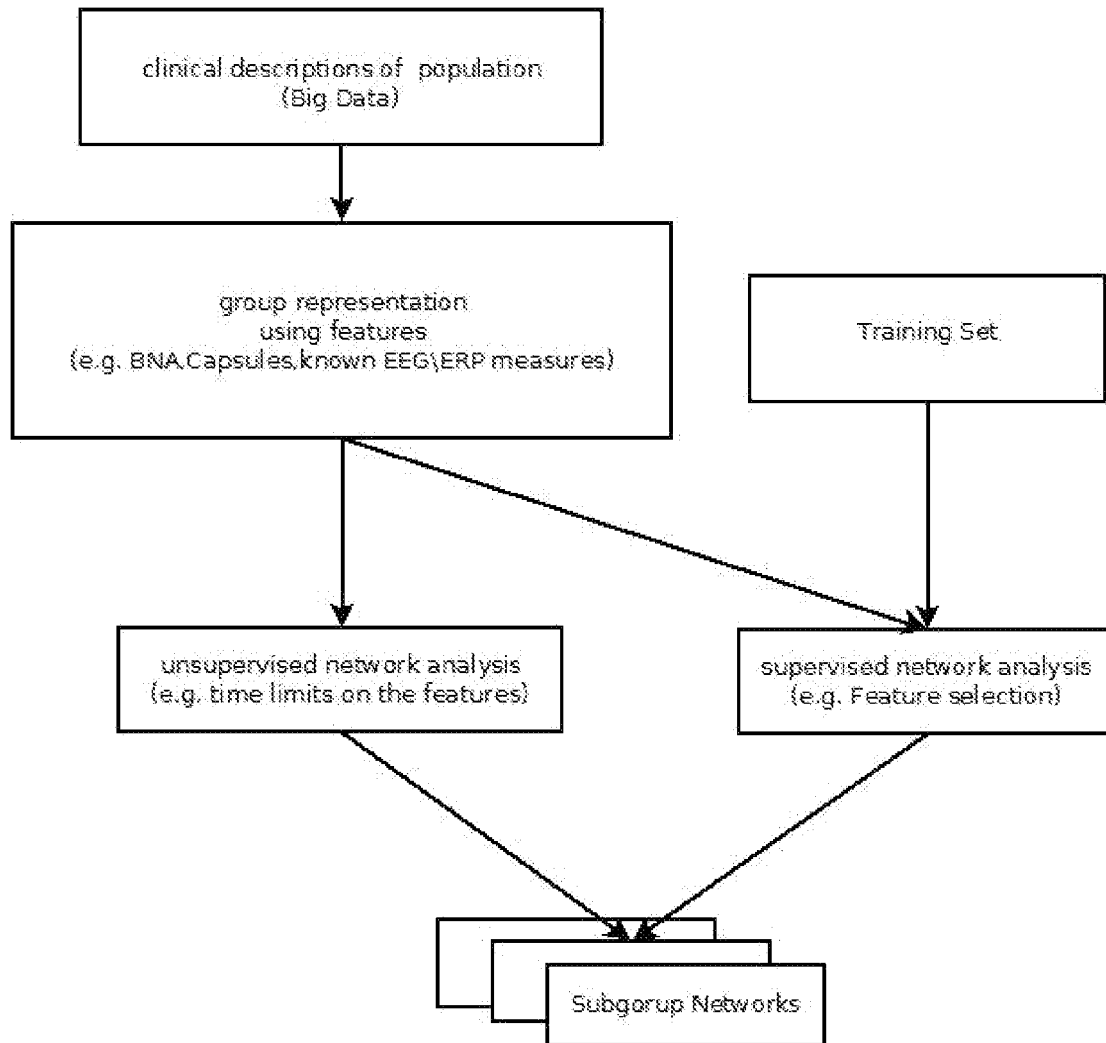 clinical descriptions of population
(Big Data)
group representation
using features
(e.g. BNA,Capsules,known EEG\ERP measures)
Training Set
unsupervised network analysis
(e.g. time limits on the features)
supervised network analysis
(e.g. Feature selection)
Subgorup Networks